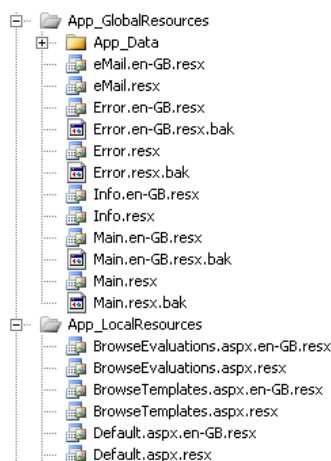 App_GlobalResources
App_Data
eMail.en-GB.resx
eMail.resx
Error.en-GB.resx
Error.en-GB.resx.bak
Error.resx
Error.resx.bak
Info.en-GB.resx
Info.resx
Main.en-GB.resx
Main.en-GB.resx.bak
Main.resx
Main.resx.bak
App_LocalResources
BrowseEvaluations.aspx.en-GB.resx
BrowseEvaluations.aspx.resx
BrowseTemplates.aspx.en-GB.resx
BrowseTemplates.aspx.resx
Default.aspx.en-GB.resx
Default.aspx.resx